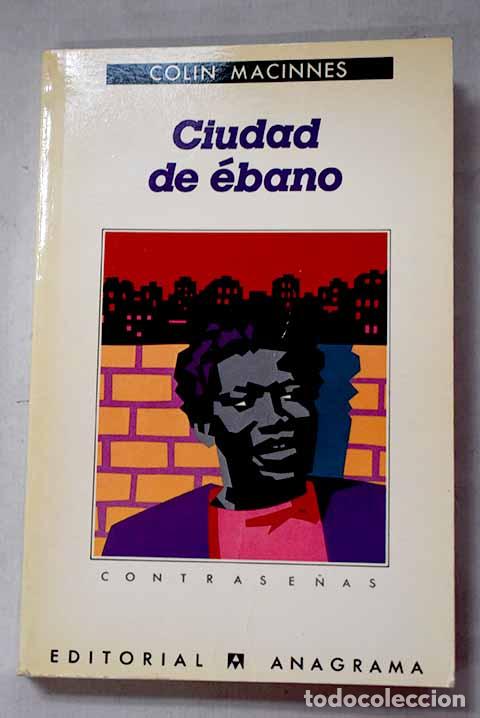 COLIN MACINNES
Ciudad
de ébano
CONTRASEÑAS
EDITORIAL ANAGRAMA
todocoleccion